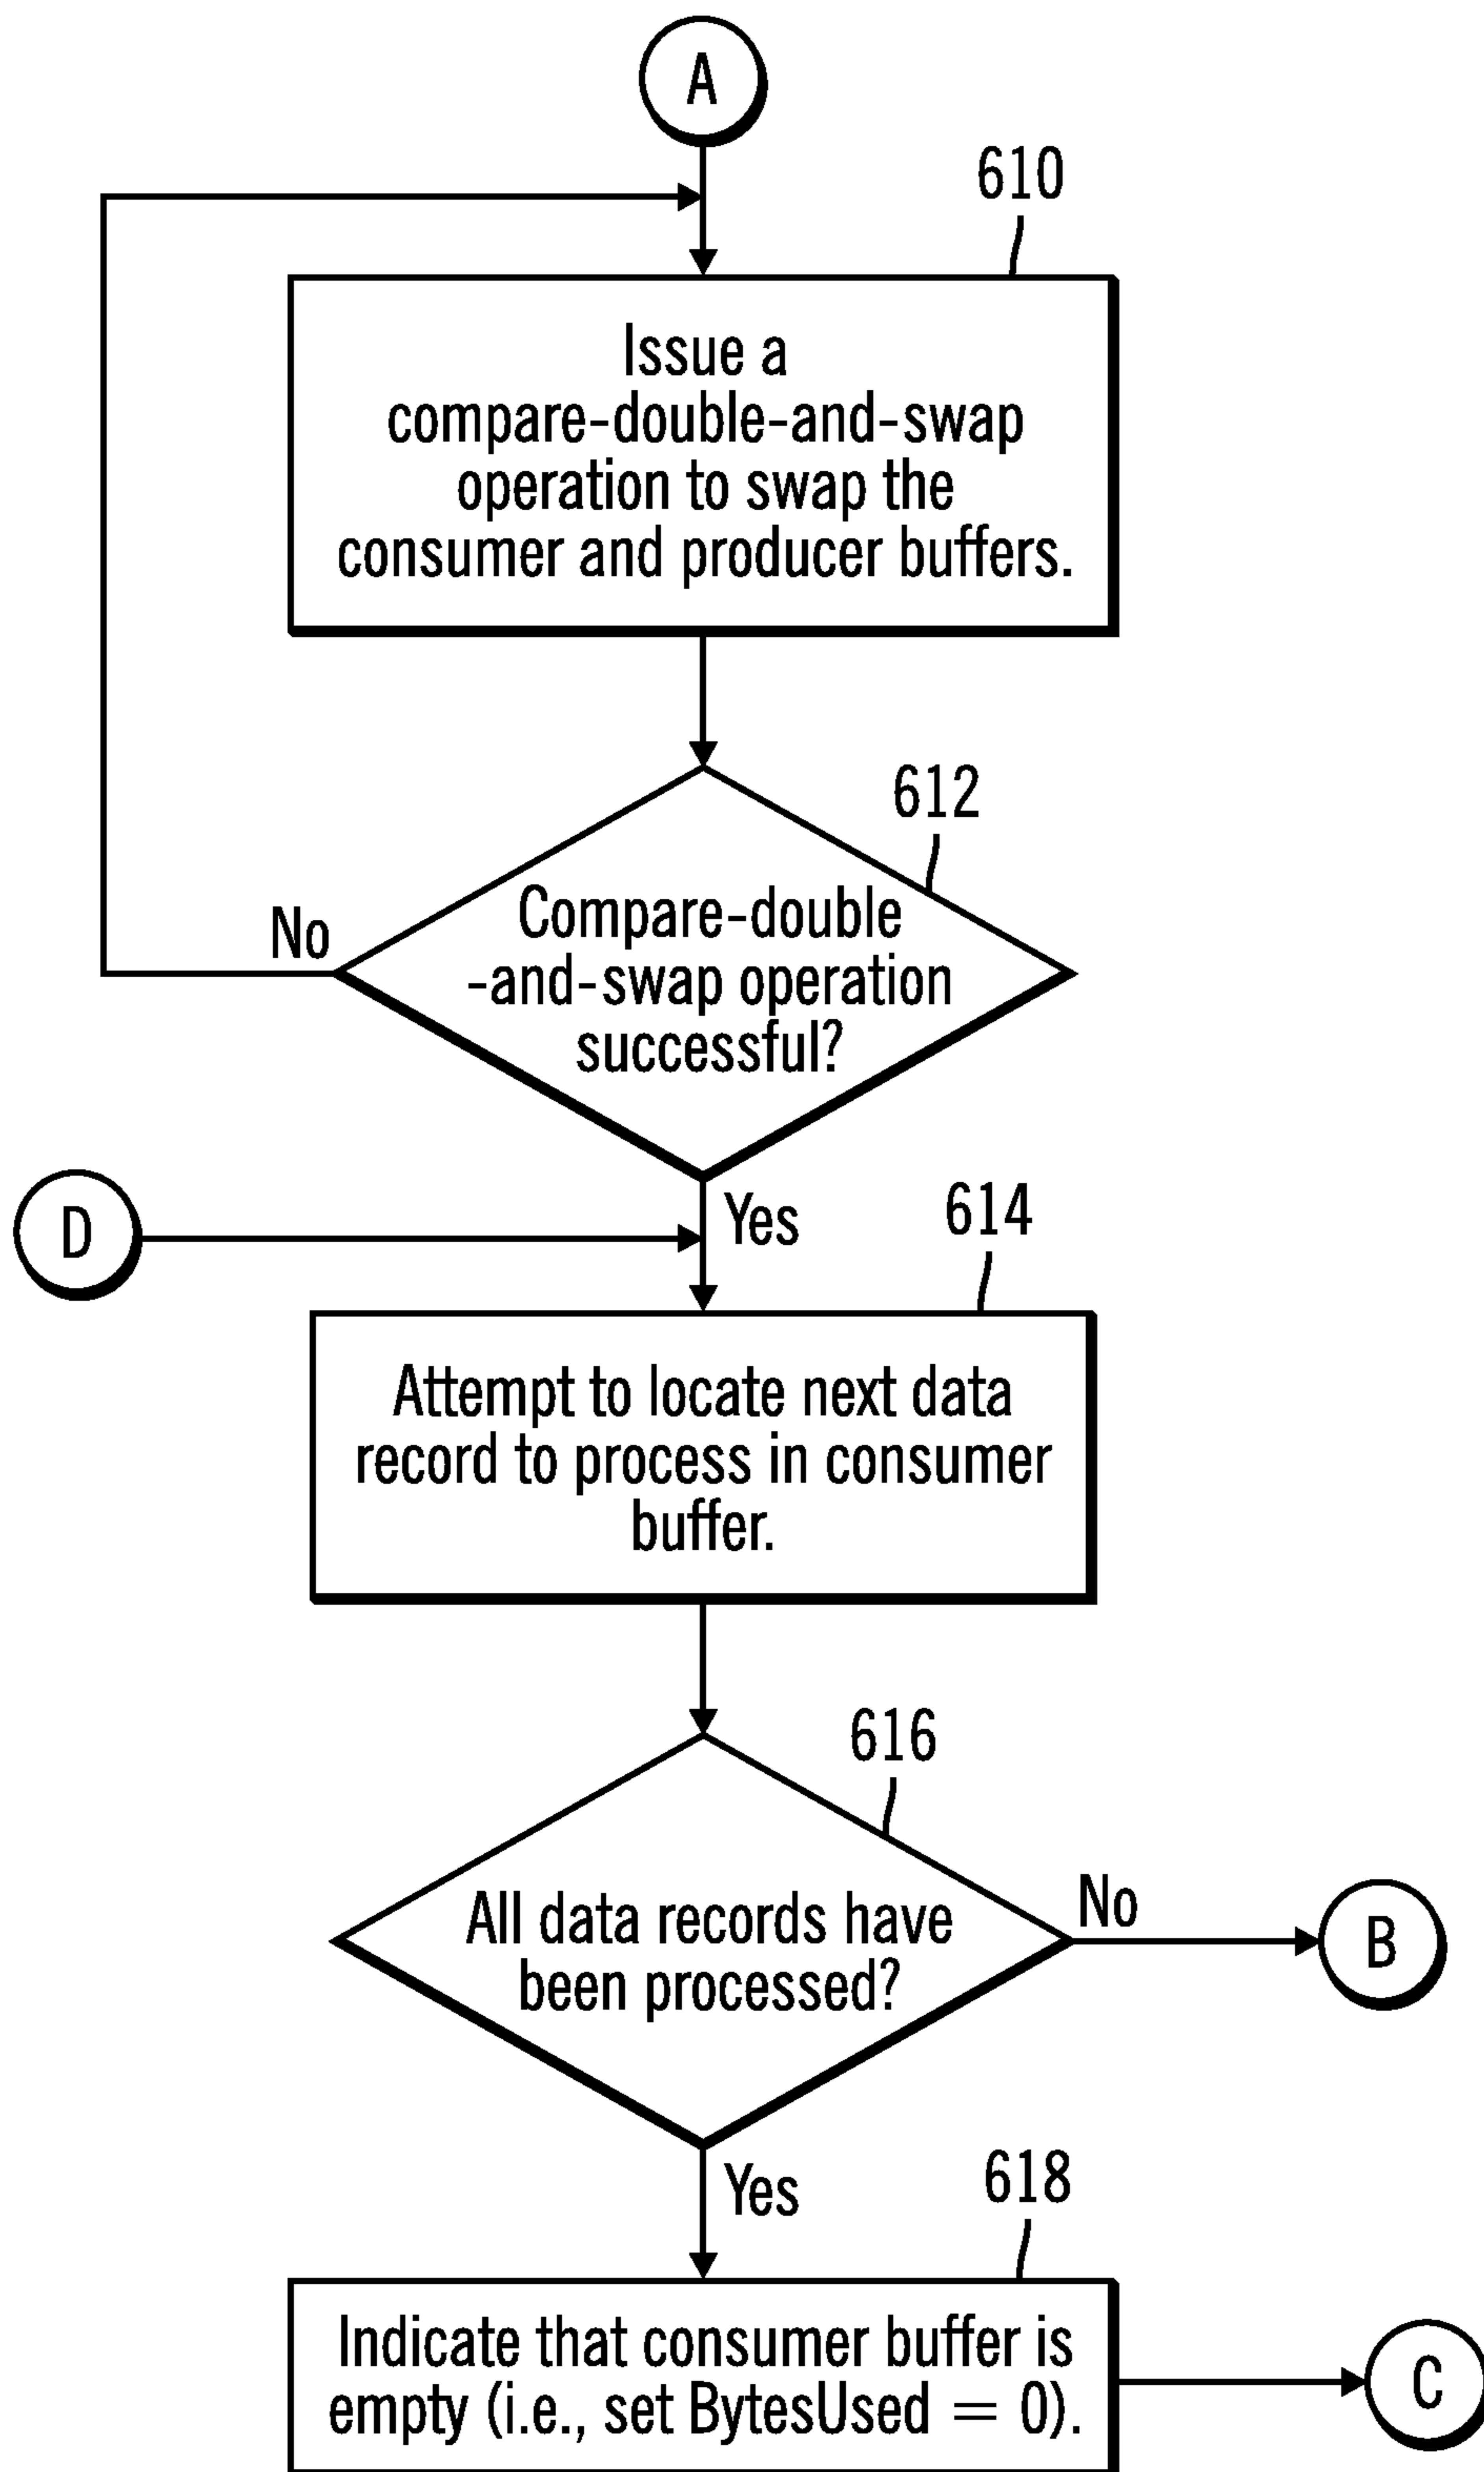 A
610
Issue a
compare-double-and-swap
operation to swap the
consumer and producer buffers.
612
No
Compare-double
-and-swap operation
successful?
D
Yes
614
Attempt to locate next data
record to process in consumer
buffer.
616
All data records have
been processed?
No
B
Yes
618
Indicate that consumer buffer is
empty (i.e., set BytesUsed = 0).
C